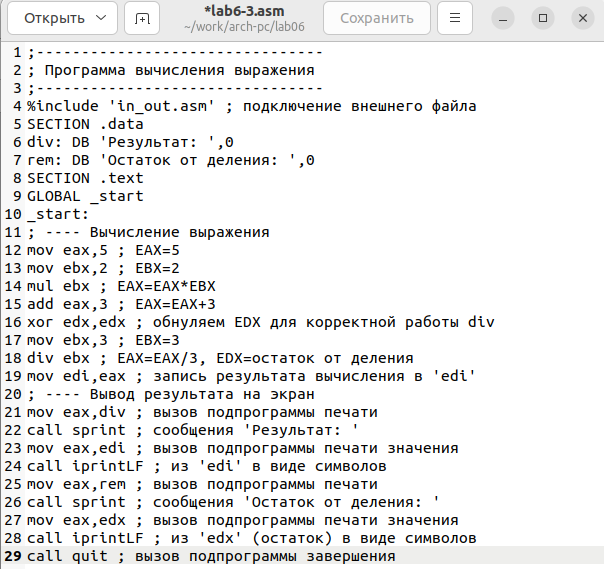 Открыть
*lab6-3.asm
~/work/arch-pc/lab06
Сохранить
1 ;--------------------------------
2 ; Программа вычисления выражения
3 ;--------------------------------
4 %include 'in_out.asm' ; подключение внешнего файла
5 SECTION .data
6 div: DB 'Результат: ',0
7 rem: DB 'Остаток от деления: ',0
8 SECTION .text
9 GLOBAL _start
10 _start:
11 ; ---- Вычисление выражения
12 mov eax,5 ; EAX=5
13 mov ebx,2 ; EBX=2
14 mul ebx ; EAX=EAX*EBX
15 add eax,3 ; EAX=EAX+3
16 xor edx,edx ; обнуляем EDX для корректной работы div
17 mov ebx,3 ; EBX=3
18 div ebx ; EAX=EAX/3, EDX=остаток от деления
19 mov edi,eax ; запись результата вычисления в 'edi'
20 ; ---- Вывод результата на экран
21 mov eax,div ; вызов подпрограммы печати
22 call sprint ; сообщения 'Результат: '
23 mov eax,edi ; вызов подпрограммы печати значения
24 call iprintLF ; из 'edi' в виде символов
25 mov eax,rem ; вызов подпрограммы печати
26 call sprint ; сообщения 'Остаток от деления: '
27 mov eax,edx ; вызов подпрограммы печати значения
28 call iprintLF ; из 'edx' (остаток) в виде символов
29 call quit ; вызов подпрограммы завершения